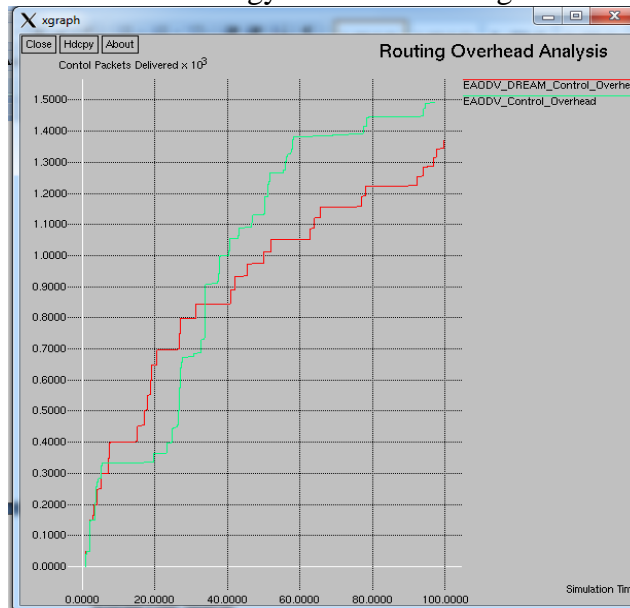 xgraph
Close Hdcpy About
Routing Overhead Analysis
Contol Packets Delivered x 10^3
EAODV_DREAM_Control_Overhe
EAODV_Control_Overhead
1.5000
1.4000
1.3000
1.2000
1.1000
1.0000
0.9000
0.8000
0.7000
0.6000
0.5000
0.4000
0.3000
0.2000
0.1000
0.0000
Simulation Tim
0.0000 20.0000 40.0000 60.0000 80.0000 100.0000